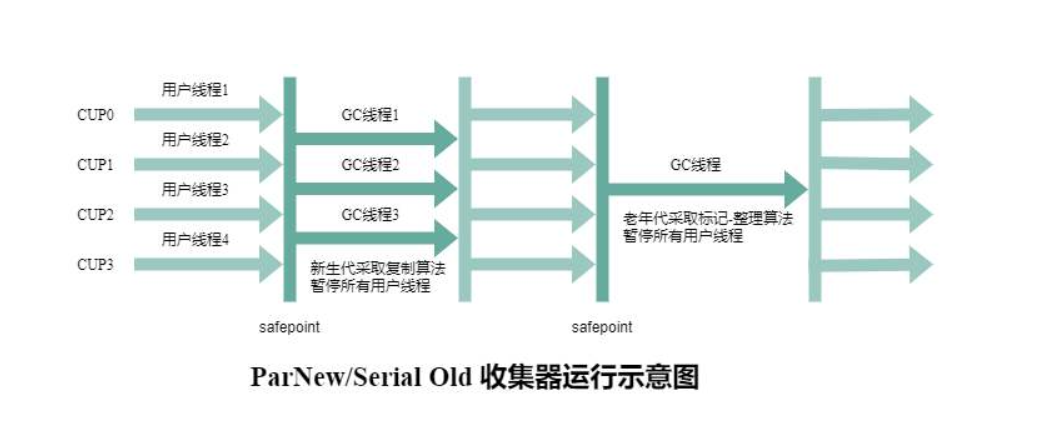 用户线程1
CUP0
GC线程1
用户线程2
CUP1
GC线程2
GC线程
用户线程3
CUP2
GC线程3
老年代采取标记-整理算法
暂停所有用户线程
用户线程4
CUP3
新生代采取复制算法
暂停所有用户线程
safepoint
safepoint
ParNew/Serial Old 收集器运行示意图